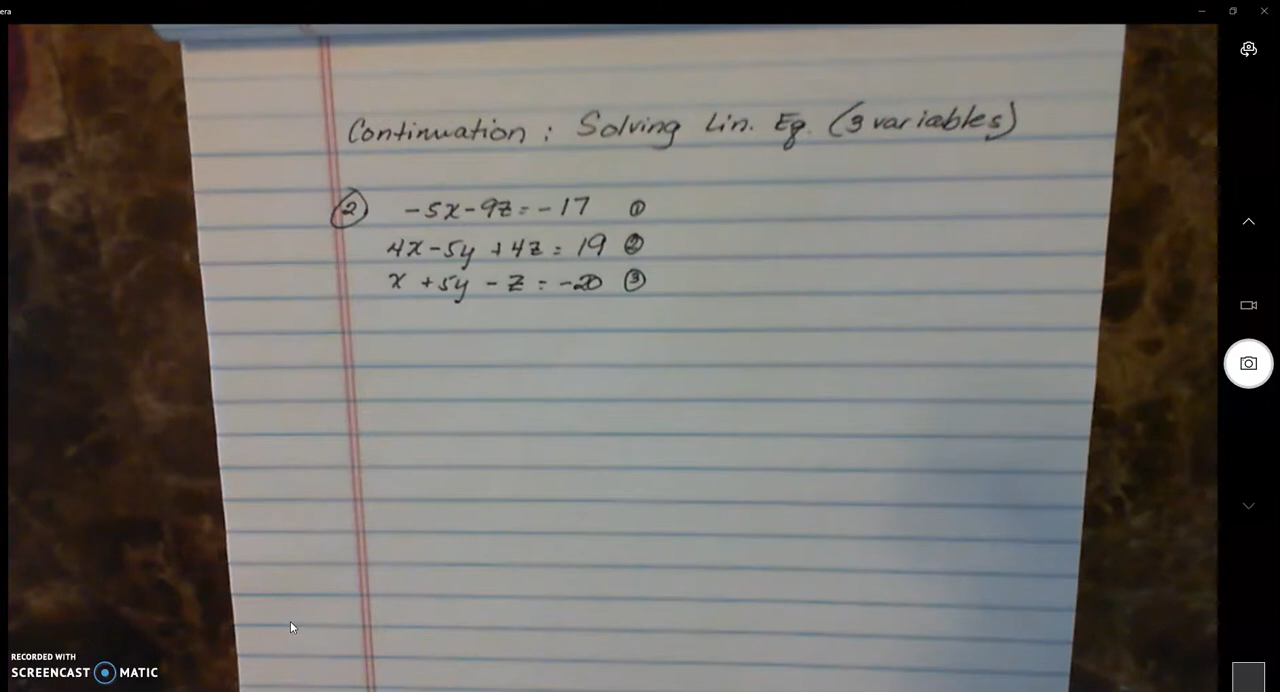 era
Continuation : Solving Lin. Eq. (3 variables)
② -5x-9z=-17 ①
4x-5y+4z=19 ②
x+5y-z=-20 ③
RECORDED WITH
SCREENCAST MATIC